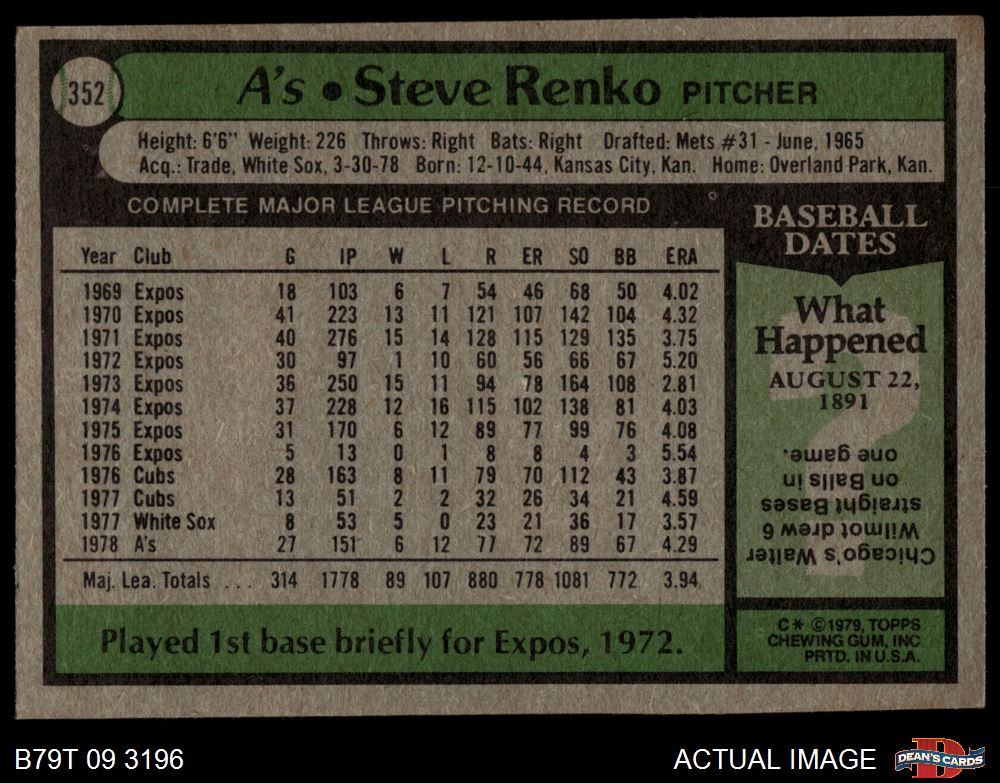 352
A's • Steve Renko PITCHER
Height: 6'6" Weight: 226 Throws: Right Bats: Right Drafted: Mets #31 - June, 1965
Acq.: Trade, White Sox, 3-30-78 Born: 12-10-44, Kansas City, Kan. Home: Overland Park, Kan.
COMPLETE MAJOR LEAGUE PITCHING RECORD
Year Club G IP W L R ER SO BB ERA
1969 Expos 18 103 6 7 54 46 68 50 4.02
1970 Expos 41 223 13 11 121 107 142 104 4.32
1971 Expos 40 276 15 14 128 115 129 135 3.75
1972 Expos 30 97 1 10 60 56 66 67 5.20
1973 Expos 36 250 15 11 94 78 164 108 2.81
1974 Expos 37 228 12 16 115 102 138 81 4.03
1975 Expos 31 170 6 12 89 77 99 76 4.08
1976 Expos 5 13 0 1 8 8 4 3 5.54
1976 Cubs 28 163 8 11 79 70 112 43 3.87
1977 Cubs 13 51 2 2 32 26 34 21 4.59
1977 White Sox 8 53 5 0 23 21 36 17 3.57
1978 A's 27 151 6 12 77 72 89 67 4.29
Maj. Lea. Totals ... 314 1778 89 107 880 778 1081 772 3.94
Played 1st base briefly for Expos, 1972.
BASEBALL
DATES
What
Happened
AUGUST 22,
1891
Chicago's Walter
Wilmot drew 6
straight Bases
on Balls in
one game.
C* ©1979, TOPPS
CHEWING GUM, INC
PRTD. IN U.S.A.
B79T 09 3196
ACTUAL IMAGE
D
DEAN'S CARDS